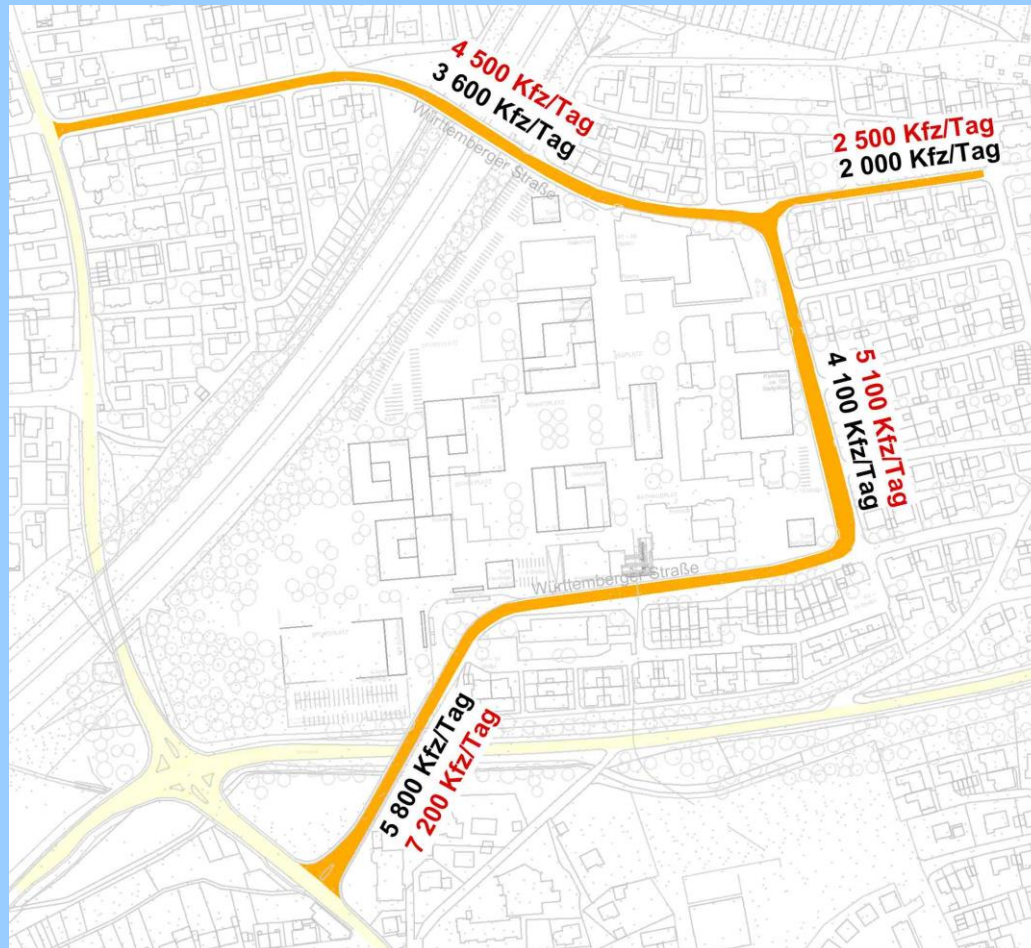 4 500 Kfz/Tag
3 600 Kfz/Tag
Württemberger Straße
2 500 Kfz/Tag
2 000 Kfz/Tag
5 100 Kfz/Tag
4 100 Kfz/Tag
Württemberger Straße
5 800 Kfz/Tag
7 200 Kfz/Tag